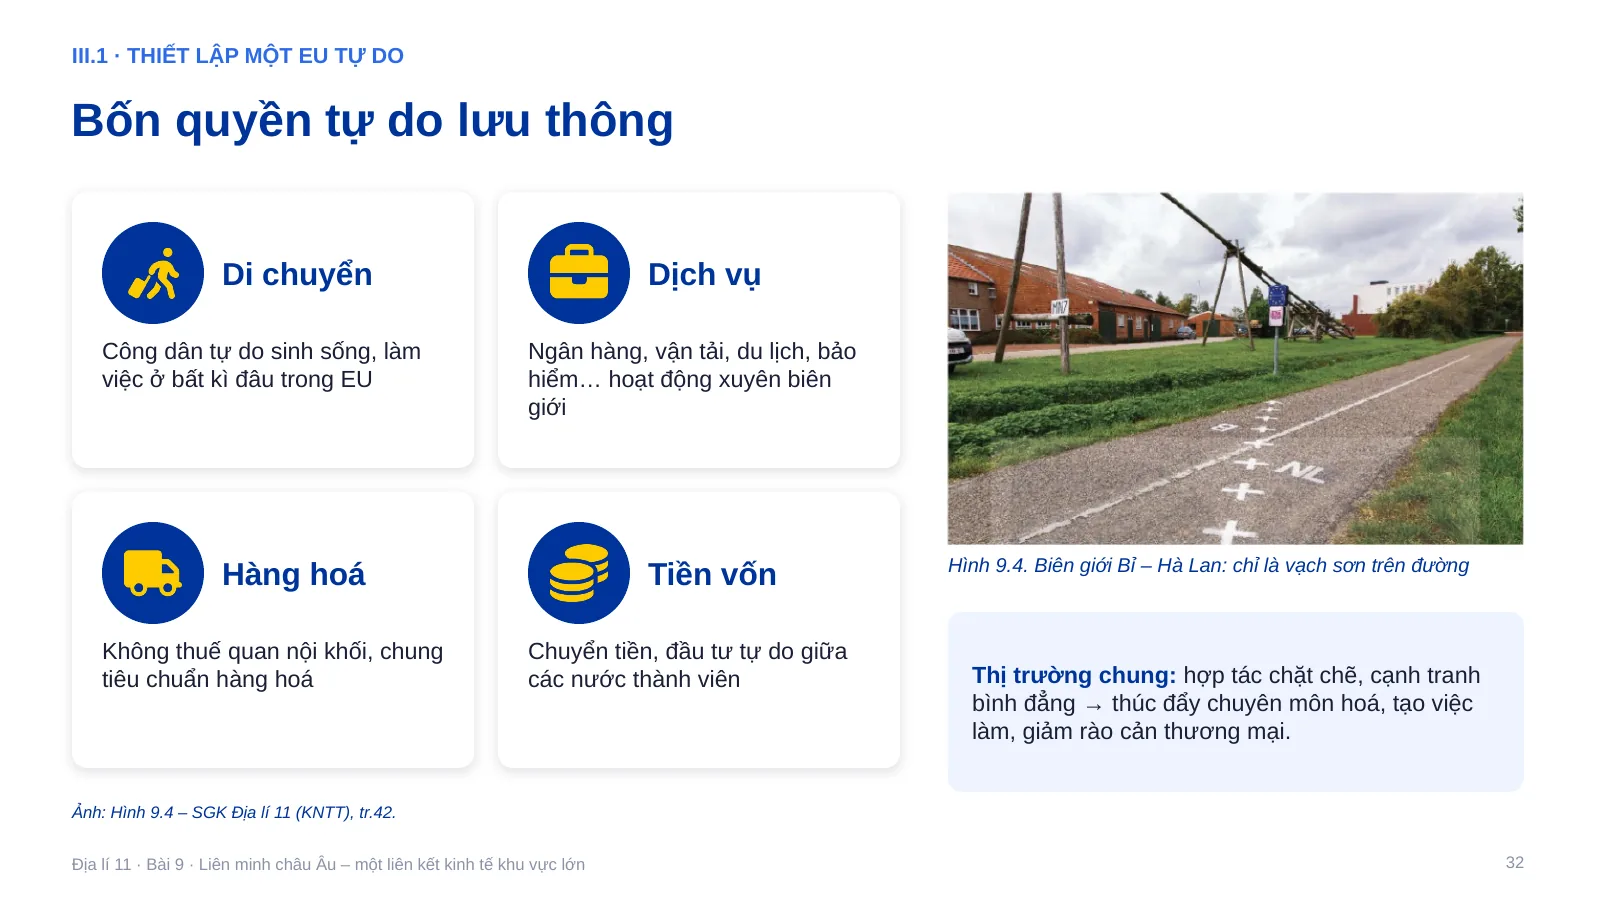 III.1 · THIẾT LẬP MỘT EU TỰ DO
Bốn quyền tự do lưu thông
Di chuyển
Công dân tự do sinh sống, làm
việc ở bất kì đâu trong EU
Dịch vụ
Ngân hàng, vận tải, du lịch, bảo
hiểm… hoạt động xuyên biên
giới
Hàng hoá
Không thuế quan nội khối, chung
tiêu chuẩn hàng hoá
Tiền vốn
Chuyển tiền, đầu tư tự do giữa
các nước thành viên
B
NL
Hình 9.4. Biên giới Bỉ – Hà Lan: chỉ là vạch sơn trên đường
Thị trường chung: hợp tác chặt chẽ, cạnh tranh
bình đẳng → thúc đẩy chuyên môn hoá, tạo việc
làm, giảm rào cản thương mại.
Ảnh: Hình 9.4 – SGK Địa lí 11 (KNTT), tr.42.
Địa lí 11 · Bài 9 · Liên minh châu Âu – một liên kết kinh tế khu vực lớn
32